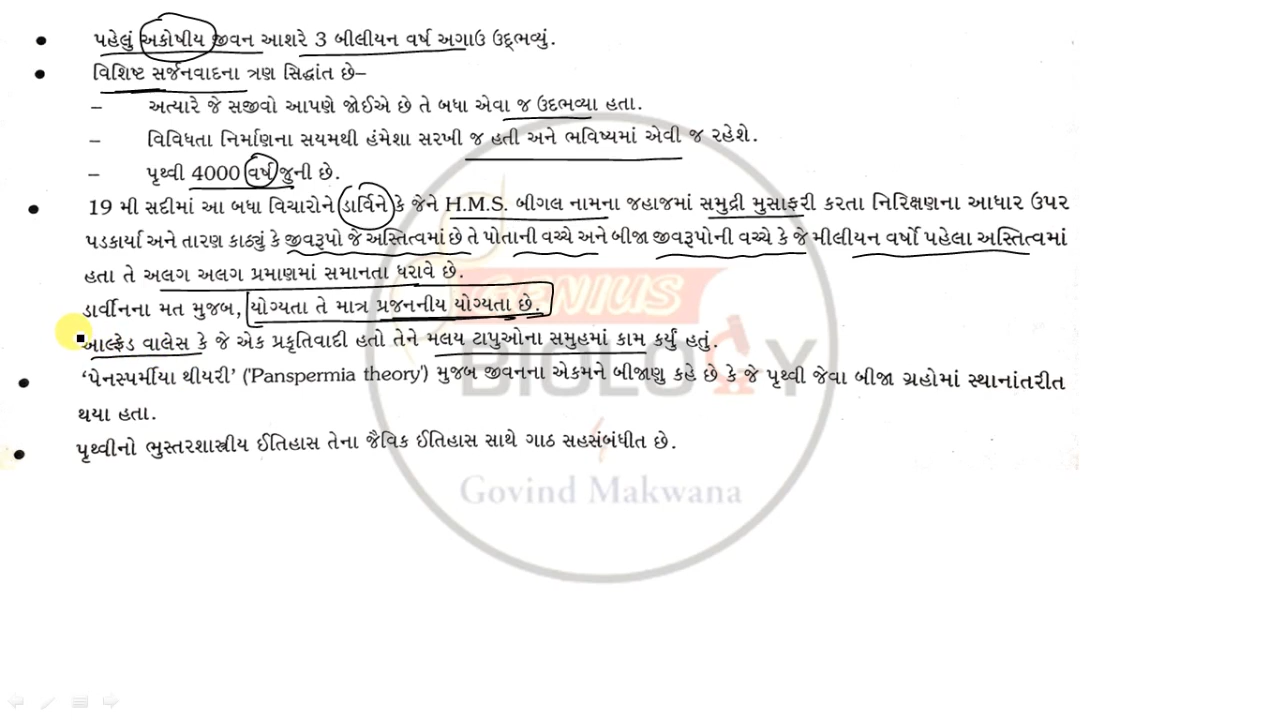 • પહેલું અકોષીય જીવન આશરે 3 બીલીયન વર્ષ અગાઉ ઉદ્ભવ્યું.
• વિશિષ્ટ સર્જનવાદના ત્રણ સિદ્ધાંત છે–
– અત્યારે જે સજીવો આપણે જોઈએ છે તે બધા એવા જ ઉદભવ્યા હતા.
– વિવિધતા નિર્માણના સયમથી હંમેશા સરખી જ હતી અને ભવિષ્યમાં એવી જ રહેશે.
– પૃથ્વી 4000 વર્ષ જુની છે.
• 19 મી સદીમાં આ બધા વિચારોને ડાર્વિને કે જેને H.M.S. બીગલ નામના જહાજમાં સમુદ્રી મુસાફરી કરતા નિરિક્ષણના આધાર ઉપર
પડકાર્યા અને તારણ કાઢ્યું કે જીવરૂપો જે અસ્તિત્વમાં છે તે પોતાની વચ્ચે અને બીજા જીવરૂપોની વચ્ચે કે જે મીલીયન વર્ષો પહેલા અસ્તિત્વમાં
હતા તે અલગ અલગ પ્રમાણમાં સમાનતા ધરાવે છે.
ડાર્વીનના મત મુજબ, યોગ્યતા તે માત્ર પ્રજનનીય યોગ્યતા છે.
આલ્ફ્રેડ વાલેસ કે જે એક પ્રકૃતિવાદી હતો તેને મલય ટાપુઓના સમુહમાં કામ કર્યું હતું.
• ‘પેનસ્પર્મીયા થીયરી’ ('Panspermia theory') મુજબ જીવનના એકમને બીજાણુ કહે છે કે જે પૃથ્વી જેવા બીજા ગ્રહોમાં સ્થાનાંતરીત
થયા હતા.
• પૃથ્વીનો ભુસ્તરશાસ્ત્રીય ઈતિહાસ તેના જૈવિક ઈતિહાસ સાથે ગાઢ સહસંબંધીત છે.
GENIUS
BIOLOGY
Govind Makwana